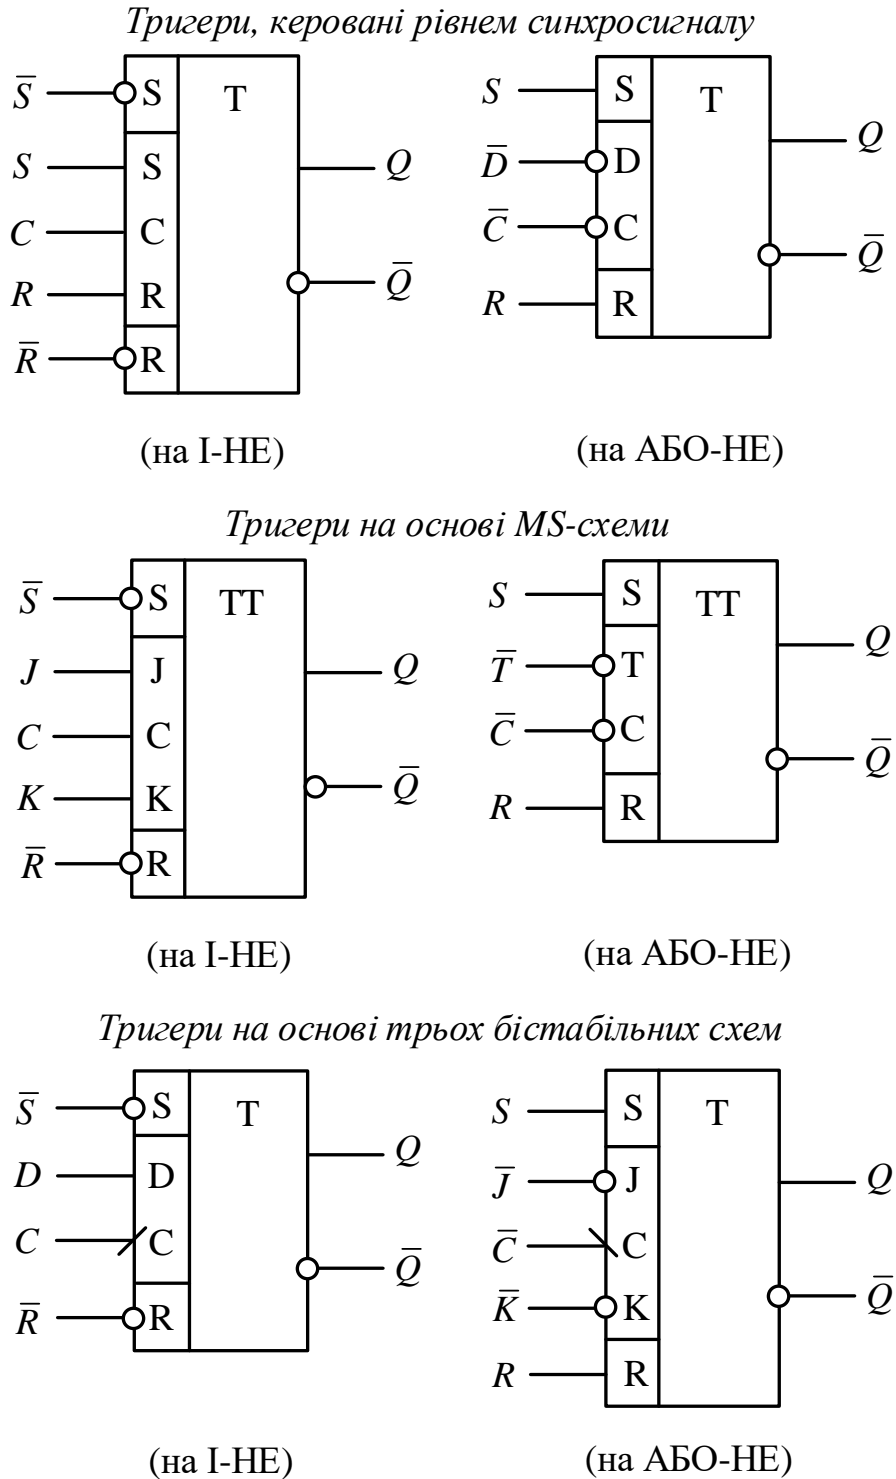 Тригери, керовані рівнем синхросигналу
S̅ S T
S S
C C
R R
R̅ R
Q
Q̅
(на І-НЕ)
S S T
D̅ D
C̅ C
R R
Q
Q̅
(на АБО-НЕ)
Тригери на основі MS-схеми
S̅ S TT
J J
C C
K K
R̅ R
Q
Q̅
(на І-НЕ)
S S TT
T̅ T
C̅ C
R R
Q
Q̅
(на АБО-НЕ)
Тригери на основі трьох бістабільних схем
S̅ S T
D D
C C
R̅ R
Q
Q̅
(на І-НЕ)
S S T
J̅ J
C̅ C
K̅ K
R R
Q
Q̅
(на АБО-НЕ)